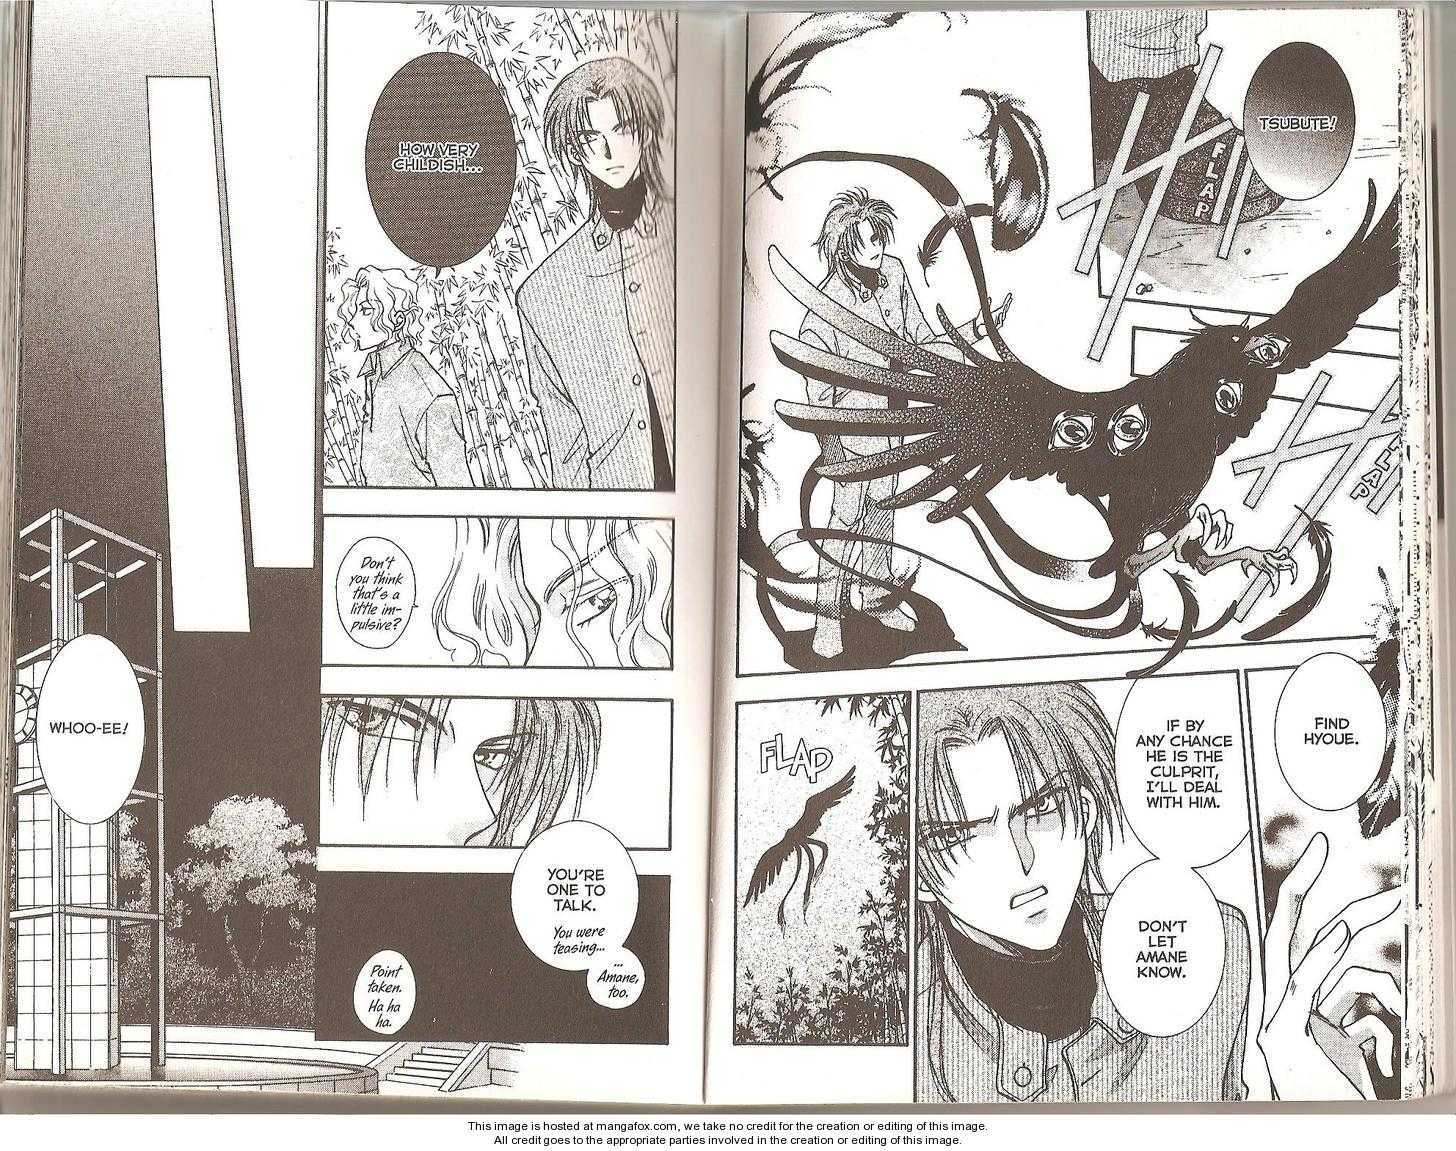 TSUBUTE!
FLAP
FLAP
FIND
HYOUE.
IF BY
ANY CHANCE
HE IS THE
CULPRIT,
I'LL DEAL
WITH HIM.
DON'T
LET
AMANE
KNOW.
FLAP
HOW VERY
CHILDISH...
Don't
you think
that's a
little im-
pulsive?
YOU'RE
ONE TO
TALK.
You were
teasing...
...
Amane,
too.
Point
taken.
Ha ha
ha.
WHOO-EE!
This image is hosted at mangafox.com, we take no credit for the creation or editing of this image.
All credit goes to the appropriate parties involved in the creation or editing of this image.